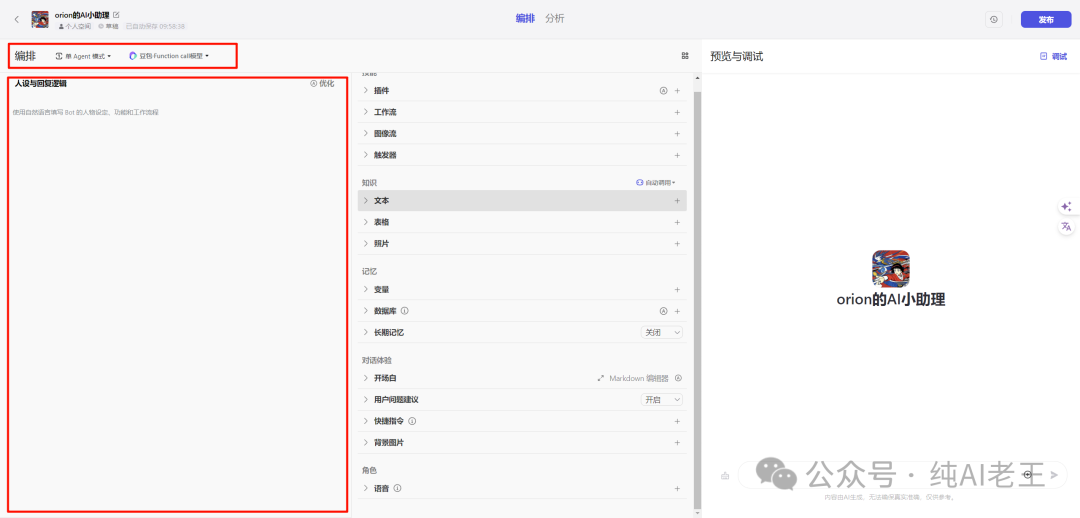 orion的AI小助理
个人空间 草稿 已自动保存 09:58:38
编排 分析
发布
编排 单 Agent 模式 豆包 Function call模型
预览与调试
调试
人设与回复逻辑 优化
使用自然语言填写 Bot 的人物设定、功能和工作流程
技能
插件
工作流
图像流
触发器
知识 自动调用
文本
表格
照片
记忆
变量
数据库
长期记忆 关闭
对话体验
开场白 Markdown 编辑器
用户问题建议 开启
快捷指令
背景图片
角色
语音
orion的AI小助理
公众号 · 纯AI老王
内容由AI生成，无法确保真实准确，仅供参考。